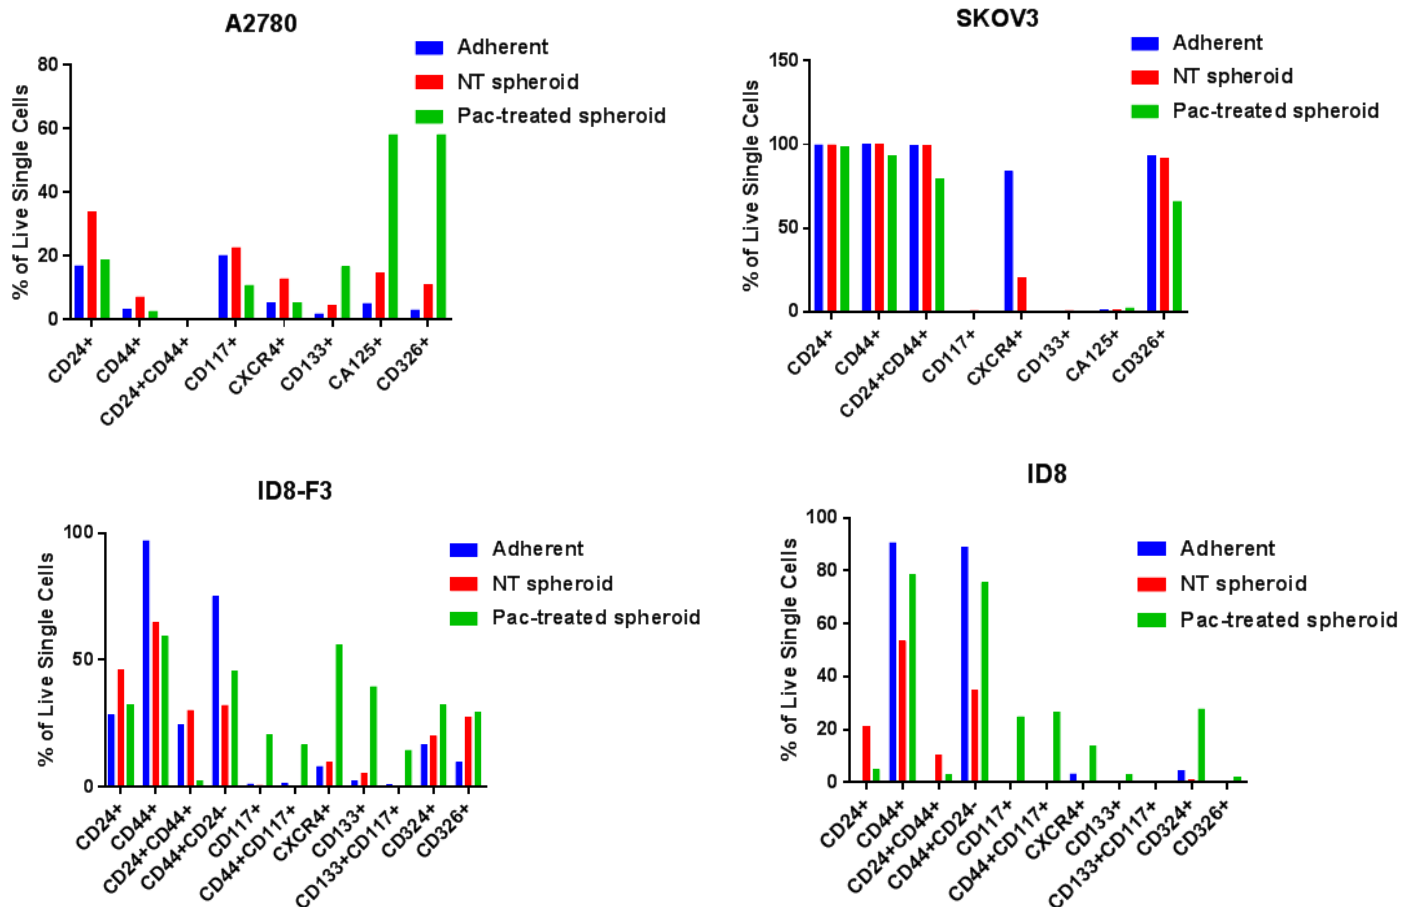 A2780
Adherent
NT spheroid
Pac-treated spheroid
% of Live Single Cells
80
60
40
20
0
CD24+
CD44+
CD24+CD44+
CD117+
CXCR4+
CD133+
CA125+
CD326+
SKOV3
Adherent
NT spheroid
Pac-treated spheroid
% of Live Single Cells
150
100
50
0
CD24+
CD44+
CD24+CD44+
CD117+
CXCR4+
CD133+
CA125+
CD326+
ID8-F3
Adherent
NT spheroid
Pac-treated spheroid
% of Live Single Cells
100
50
0
CD24+
CD44+
CD24+CD44+
CD44+CD24-
CD117+
CD44+CD117+
CXCR4+
CD133+
CD133+CD117+
CD324+
CD326+
ID8
Adherent
NT spheroid
Pac-treated spheroid
% of Live Single Cells
100
80
60
40
20
0
CD24+
CD44+
CD24+CD44+
CD44+CD24-
CD117+
CD44+CD117+
CXCR4+
CD133+
CD133+CD117+
CD324+
CD326+